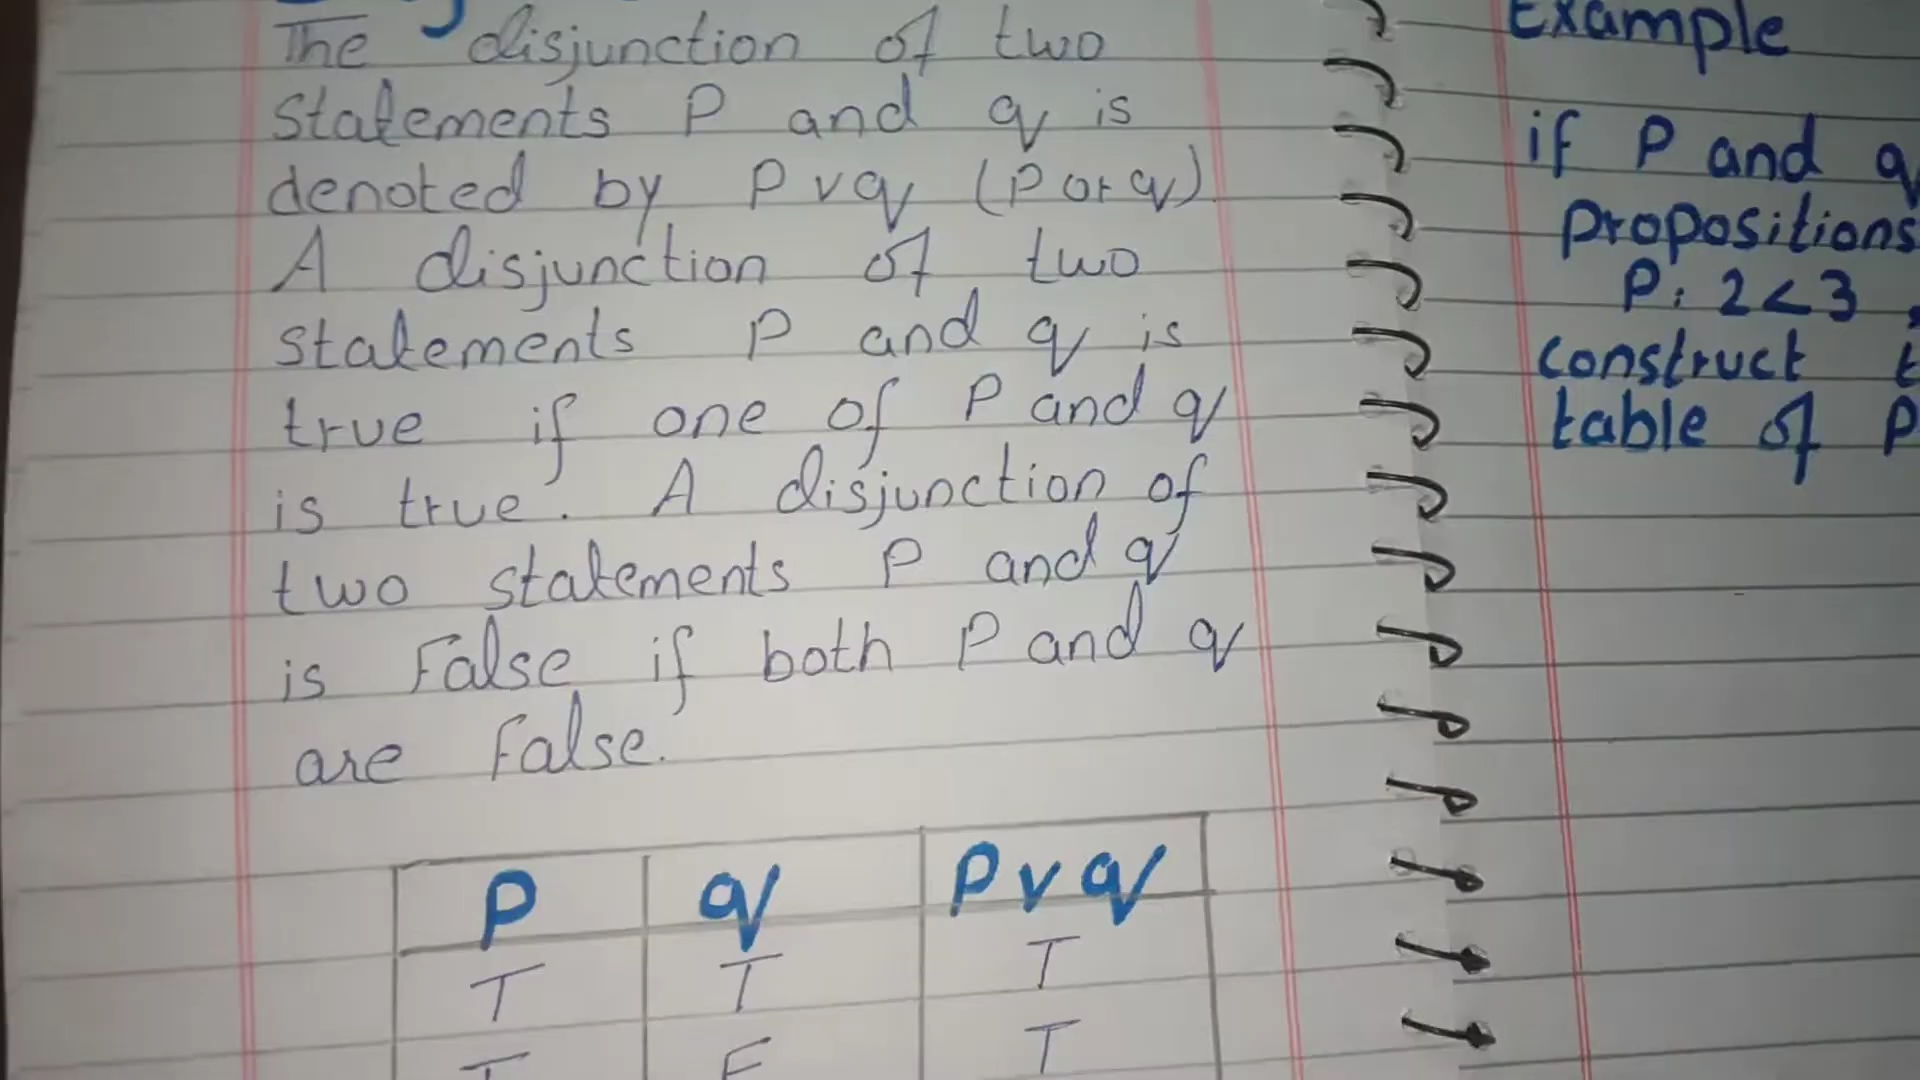 The disjunction of two
Statements P and q is
denoted by P v q (P or q)
A disjunction of two
statements P and q is
true if one of P and q
is true. A disjunction of
two statements P and q
is False if both P and q
are False.
P q P v q
T T T
T F T
Example
if P and q
Propositions
P: 2<3 ,
construct t
table of P